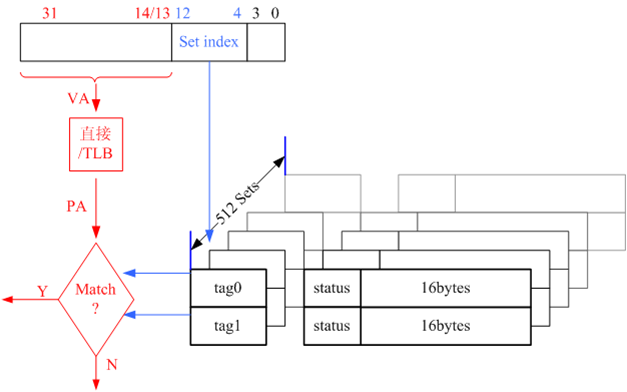 31 14/13 12 4 3 0
Set index
VA
直接
/TLB
PA
512 Sets
Match
?
Y
N
tag0 status 16bytes
tag1 status 16bytes